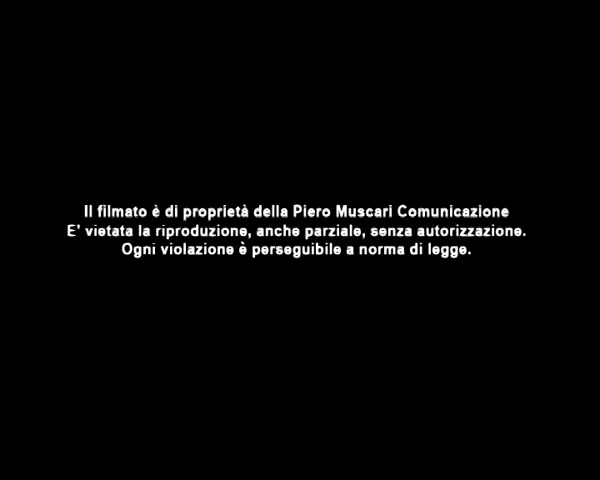 Il filmato è di proprietà della Piero Muscari Comunicazione
E' vietata la riproduzione, anche parziale, senza autorizzazione.
Ogni violazione è perseguibile a norma di legge.